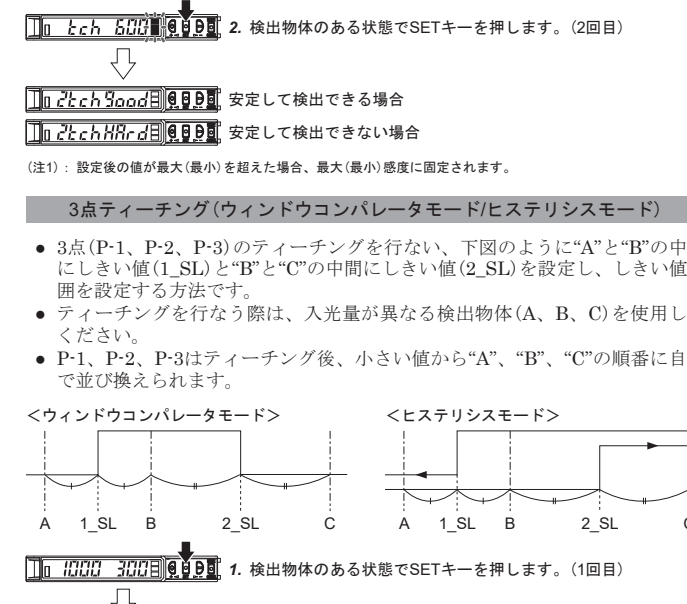 tch 600
2. 検出物体のある状態でSETキーを押します。(2回目)
2tchGood
安定して検出できる場合
2tchHArd
安定して検出できない場合
(注1): 設定後の値が最大(最小)を超えた場合、最大(最小)感度に固定されます。
3点ティーチング(ウィンドウコンパレータモード/ヒステリシスモード)
● 3点(P-1、P-2、P-3)のティーチングを行ない、下図のように“A”と“B”の中
にしきい値(1_SL)と“B”と“C”の中間にしきい値(2_SL)を設定し、しきい値
囲を設定する方法です。
● ティーチングを行なう際は、入光量が異なる検出物体(A、B、C)を使用し
ください。
● P-1、P-2、P-3はティーチング後、小さい値から“A”、“B”、“C”の順番に自
で並び換えられます。
<ウィンドウコンパレータモード>
<ヒステリシスモード>
A 1_SL B 2_SL C
A 1_SL B 2_SL
1000 300
1. 検出物体のある状態でSETキーを押します。(1回目)